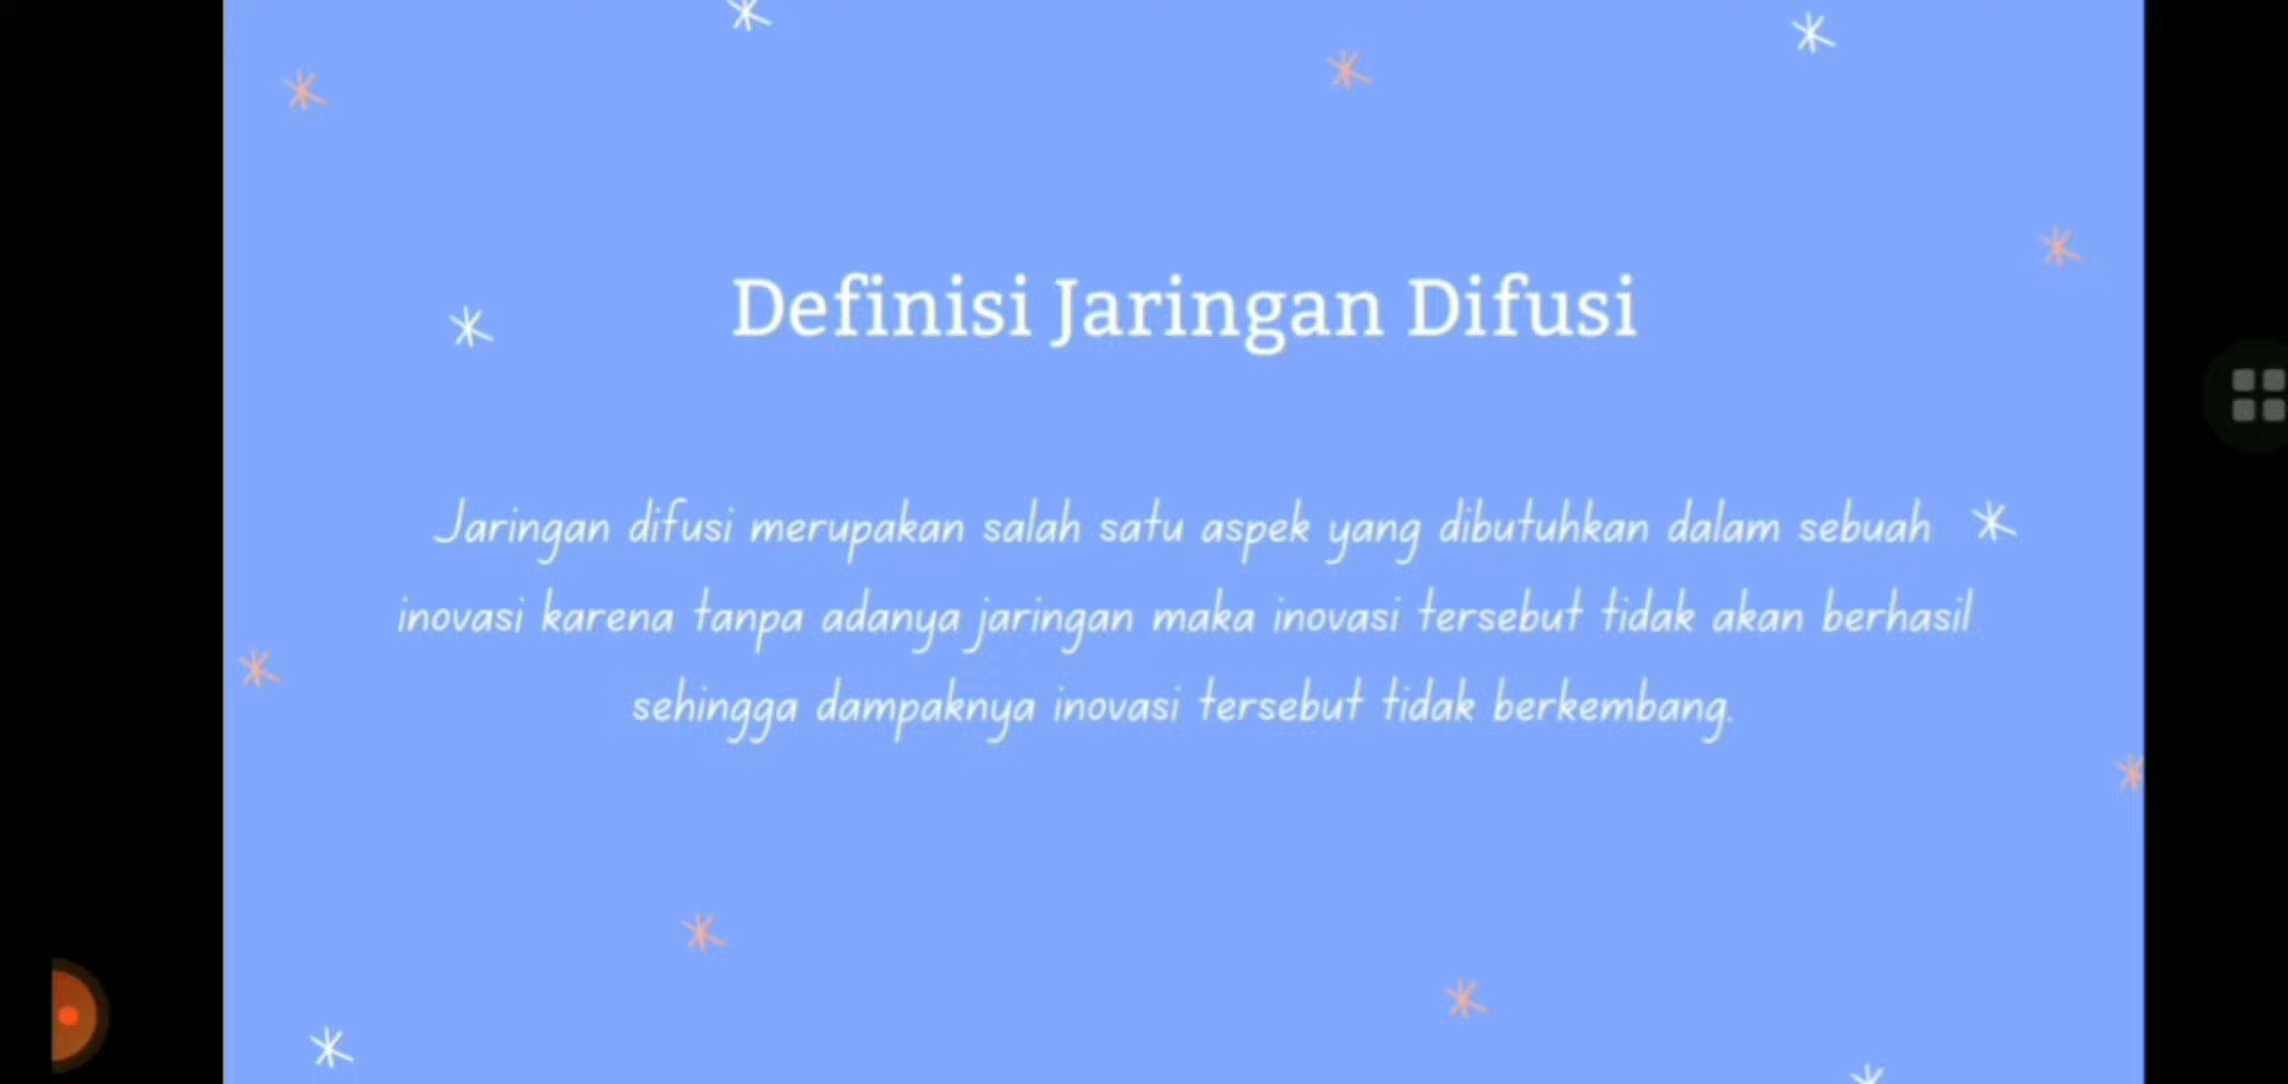 Definisi Jaringan Difusi
Jaringan difusi merupakan salah satu aspek yang dibutuhkan dalam sebuah
inovasi karena tanpa adanya jaringan maka inovasi tersebut tidak akan berhasil
sehingga dampaknya inovasi tersebut tidak berkembang.